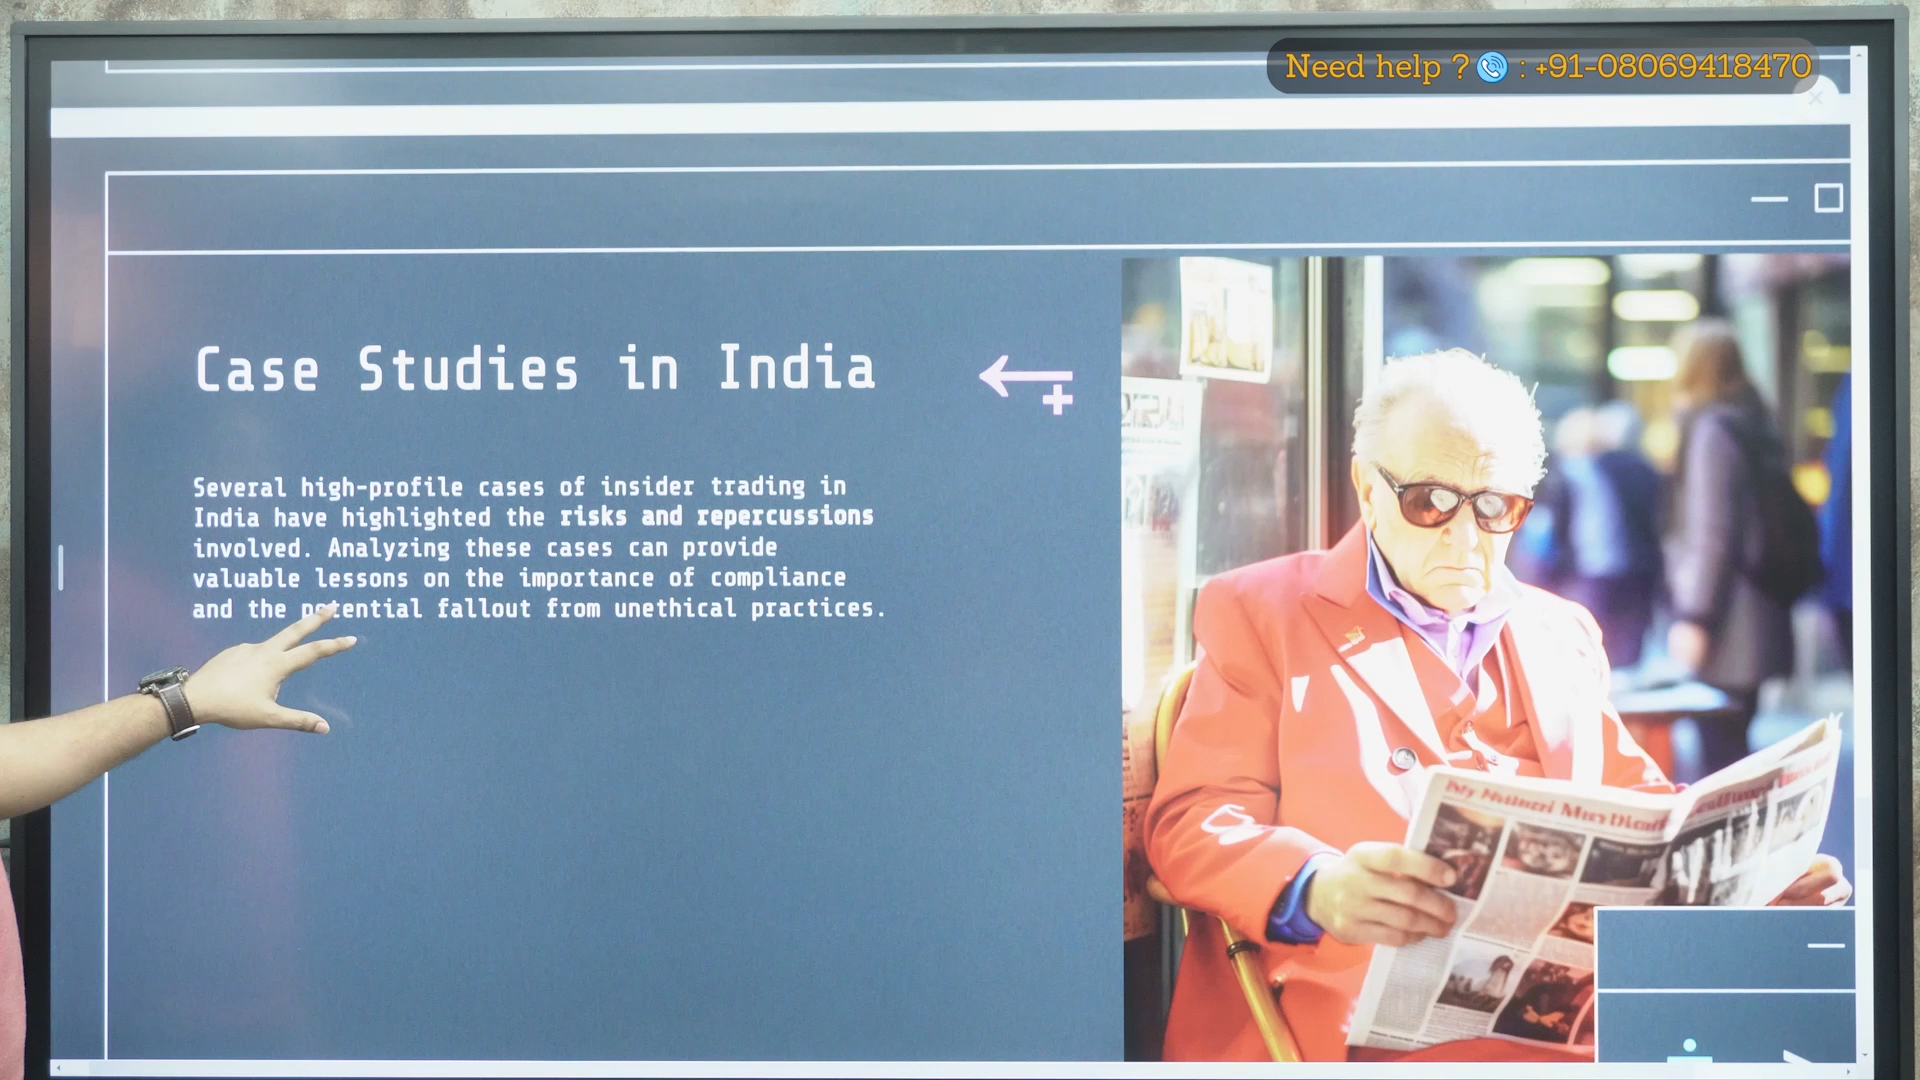 Need help ? : +91-08069418470
Case Studies in India
Several high-profile cases of insider trading in
India have highlighted the risks and repercussions
involved. Analyzing these cases can provide
valuable lessons on the importance of compliance
and the potential fallout from unethical practices.